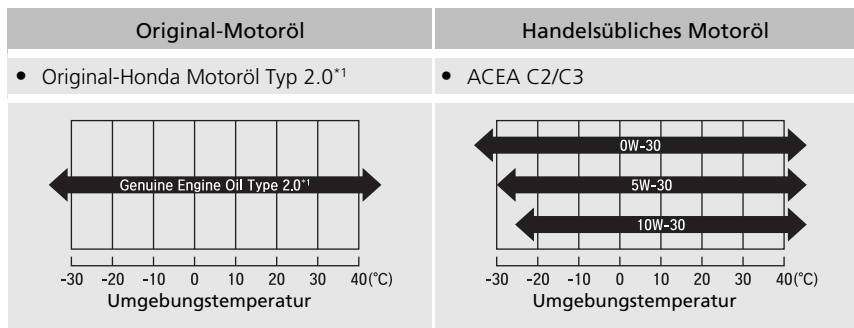 Original-Motoröl
Handelsübliches Motoröl
● Original-Honda Motoröl Typ 2.0*1
● ACEA C2/C3
Genuine Engine Oil Type 2.0*1
-30 -20 -10 0 10 20 30 40(°C)
Umgebungstemperatur
0W-30
5W-30
10W-30
-30 -20 -10 0 10 20 30 40(°C)
Umgebungstemperatur